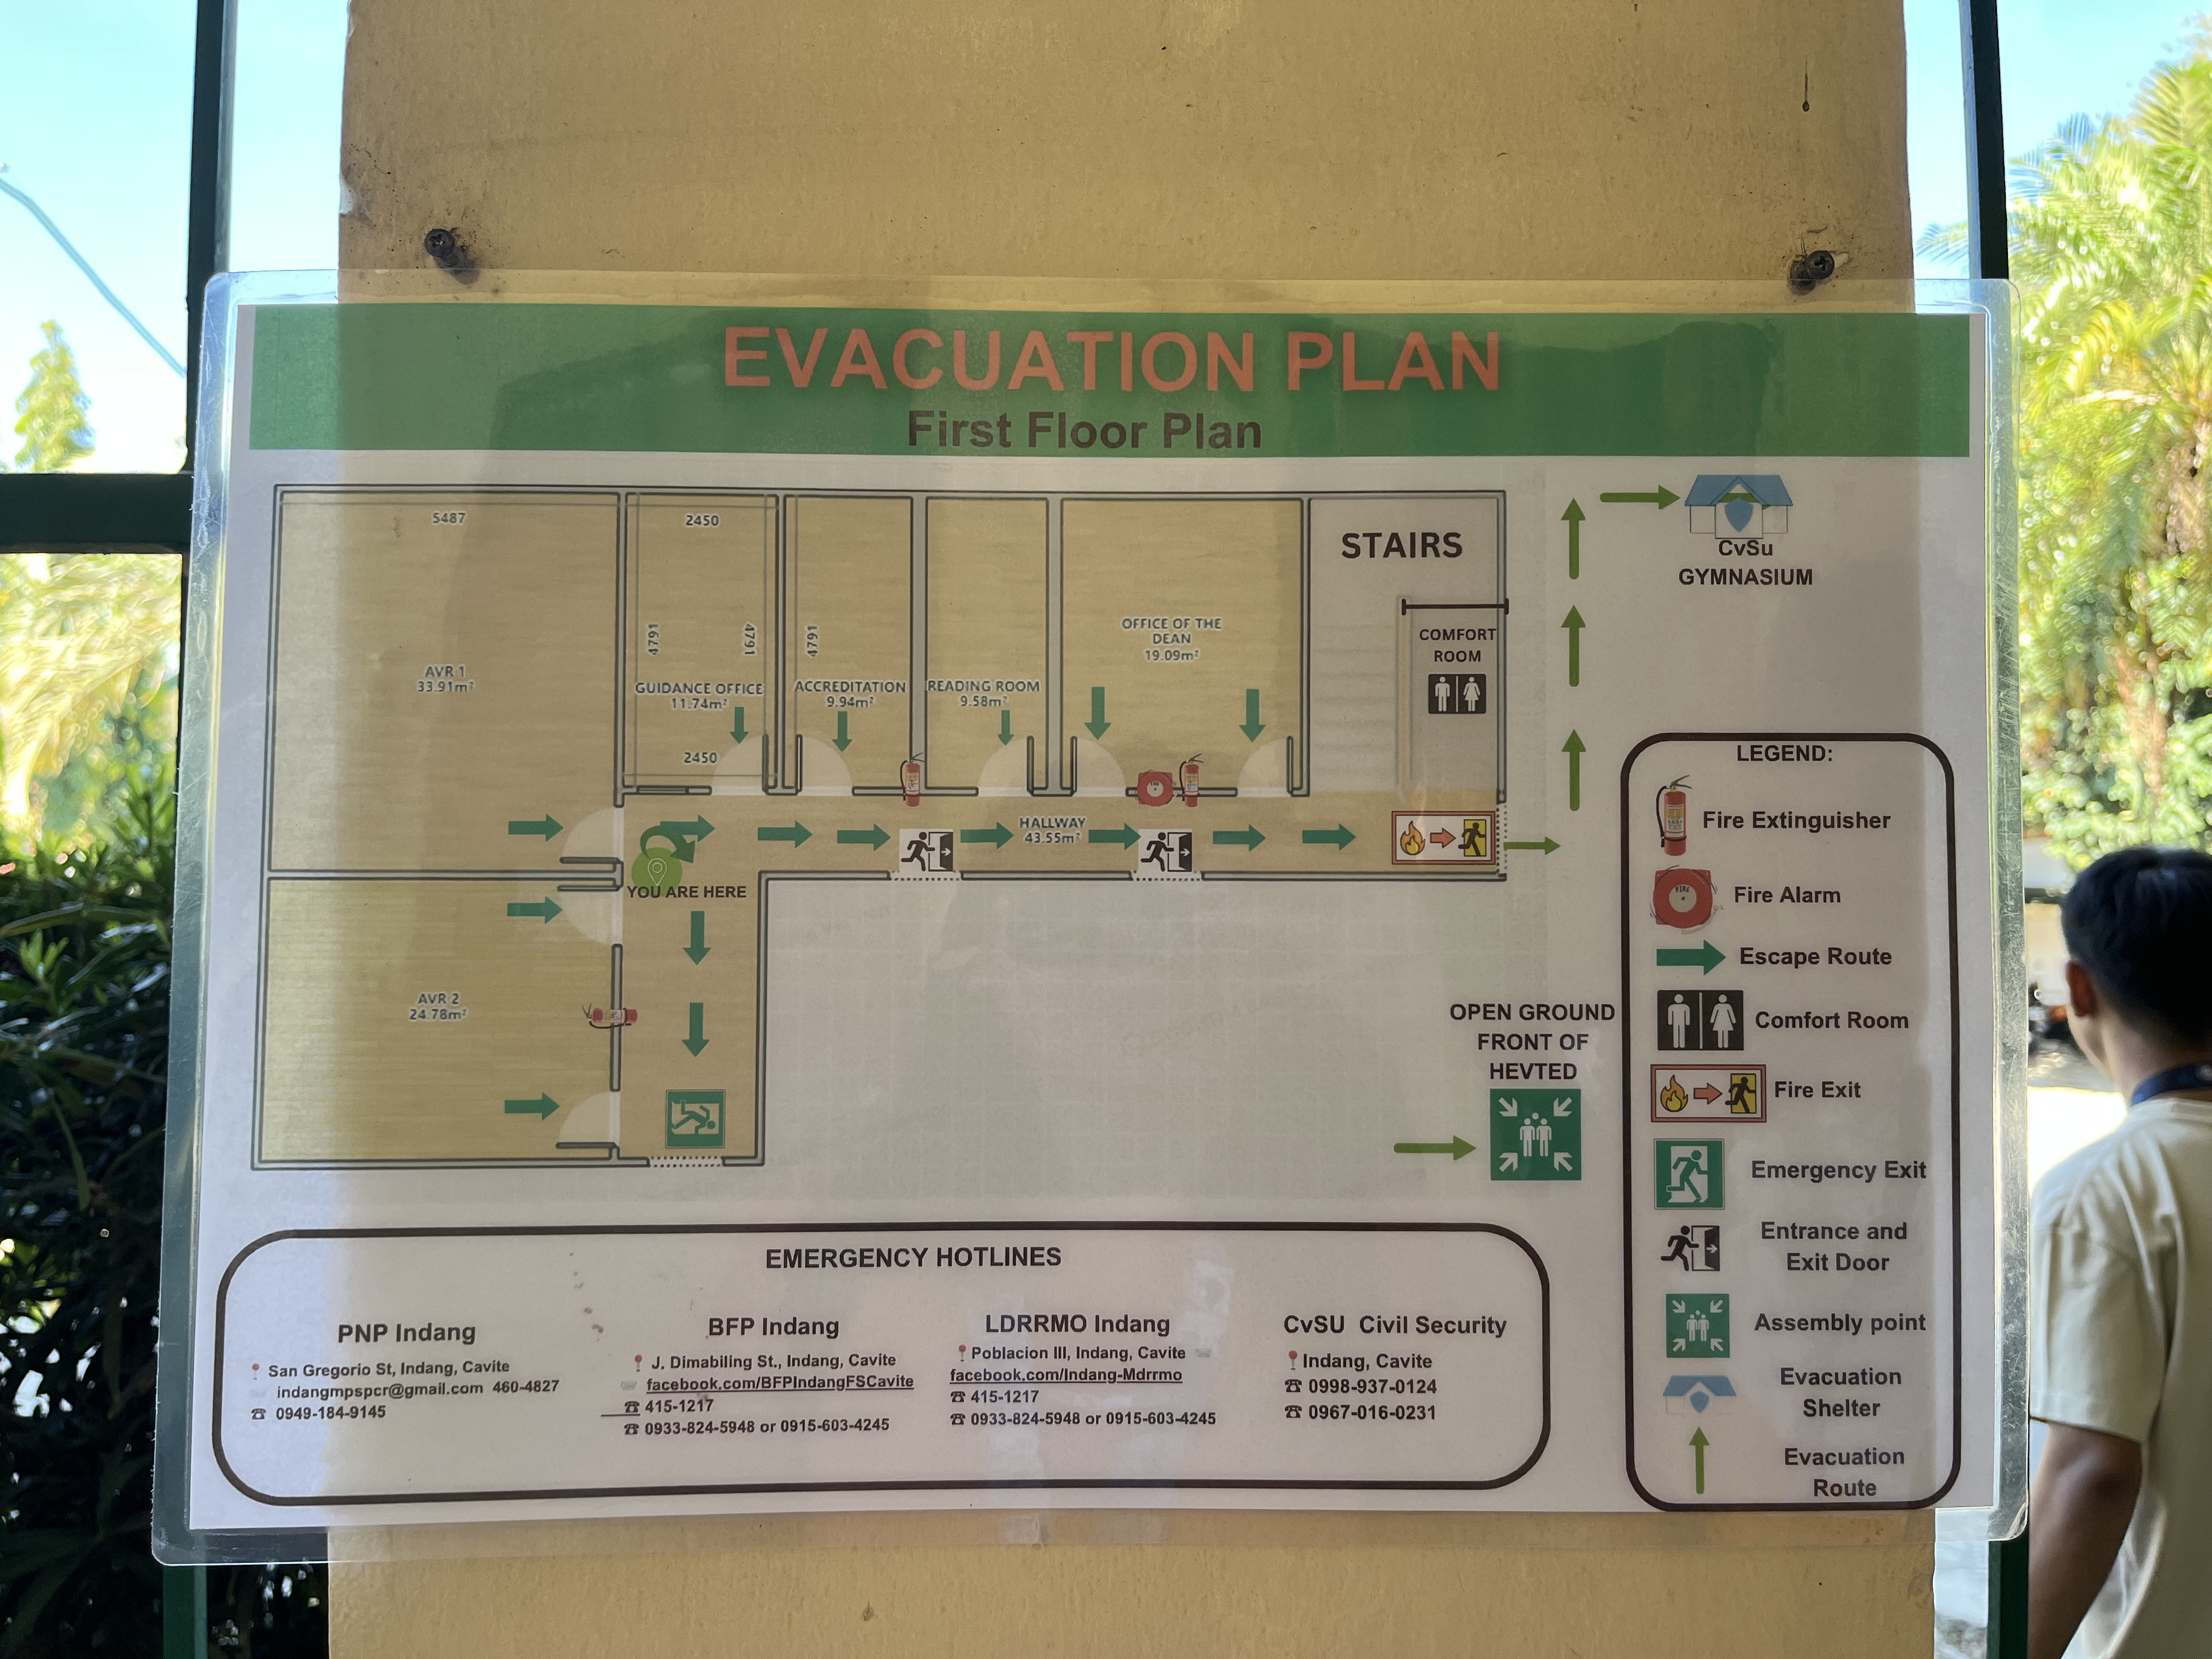 EVACUATION PLAN
First Floor Plan
5487
2450
STAIRS
CvSu
GYMNASIUM
4791
4791
4791
OFFICE OF THE
DEAN
19.09m²
COMFORT
ROOM
AVR 1
33.91m²
GUIDANCE OFFICE
11.74m²
ACCREDITATION
9.94m²
READING ROOM
9.58m²
2450
HALLWAY
43.55m²
YOU ARE HERE
AVR 2
24.78m²
OPEN GROUND
FRONT OF
HEVTED
LEGEND:
Fire Extinguisher
FIRE
Fire Alarm
Escape Route
Comfort Room
Fire Exit
Emergency Exit
Entrance and
Exit Door
Assembly point
Evacuation
Shelter
Evacuation
Route
EMERGENCY HOTLINES
PNP Indang
San Gregorio St, Indang, Cavite
indangmpspcr@gmail.com 460-4827
0949-184-9145
BFP Indang
J. Dimabiling St., Indang, Cavite
facebook.com/BFPIndangFSCavite
415-1217
0933-824-5948 or 0915-603-4245
LDRRMO Indang
Poblacion III, Indang, Cavite
facebook.com/Indang-Mdrrmo
415-1217
0933-824-5948 or 0915-603-4245
CvSU Civil Security
Indang, Cavite
0998-937-0124
0967-016-0231